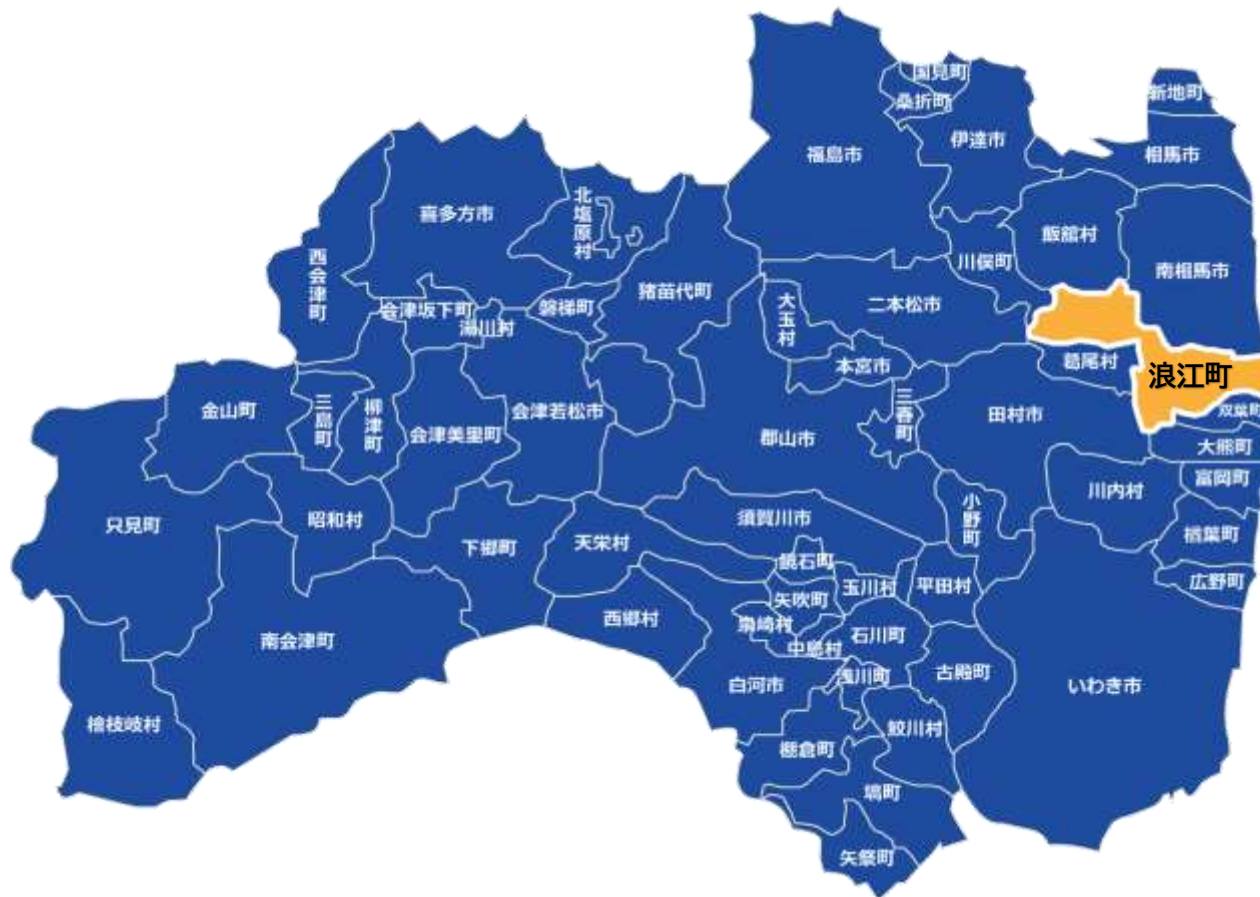 国見町
新地町
桑折町
伊達市
福島市
相馬市
北塩原村
喜多方市
飯舘村
西会津町
川俣町
南相馬市
猪苗代町
大玉村
二本松市
会津坂下町
磐梯町
湯川村
本宮市
葛尾村
浪江町
三春町
双葉町
金山町
三島町
柳津町
会津若松市
田村市
会津美里町
郡山市
大熊町
富岡町
川内村
只見町
昭和村
須賀川市
小野町
楢葉町
下郷町
天栄村
鏡石町
玉川村
平田村
広野町
矢吹町
西郷村
泉崎村
石川町
南会津町
中島村
浅川町
古殿町
白河市
いわき市
檜枝岐村
鮫川村
棚倉町
塙町
矢祭町